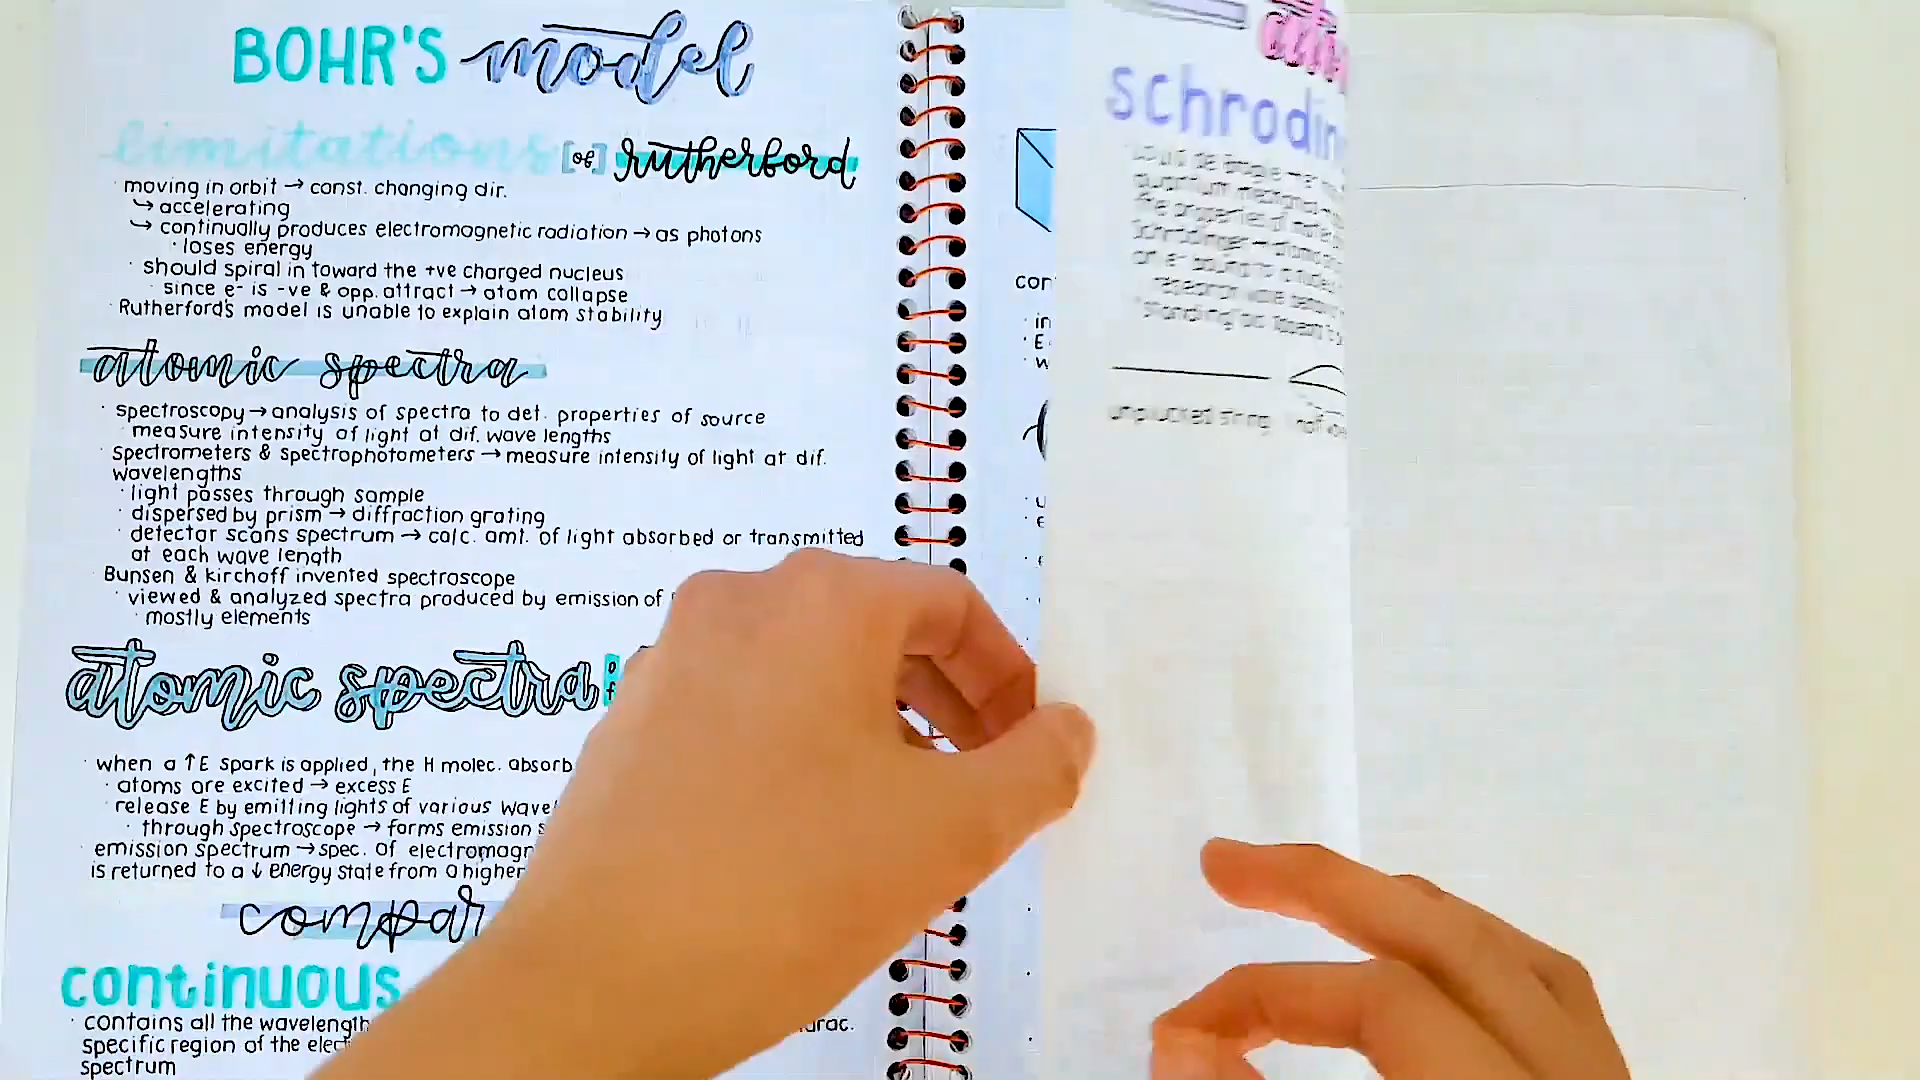 BOHR'S model
limitations [of] rutherford
· moving in orbit → const. changing dir.
↳ accelerating
↳ continually produces electromagnetic radiation → as photons
· loses energy
· should spiral in toward the +ve charged nucleus
· since e- is -ve & opp. attract → atom collapse
· Rutherford's model is unable to explain atom stability
atomic spectra
· spectroscopy → analysis of spectra to det. properties of source
· measure intensity of light at dif. wave lengths
· Spectrometers & spectrophotometers → measure intensity of light at dif.
wavelengths
· light passes through sample
· dispersed by prism → diffraction grating
· detector scans spectrum → calc. amt. of light absorbed or transmitted
at each wave length
· Bunsen & Kirchoff invented spectroscope
· viewed & analyzed spectra produced by emission of
· mostly elements
atomic spectra of
· when a ↑E spark is applied, the H molec. absorb
· atoms are excited → excess E
· release E by emitting lights of various wavel
· through spectroscope → forms emission s
· emission spectrum → spec. of electromagn
is returned to a ↓ energy state from a higher
compar
continuous
· contains all the wavelength
specific region of the elec
spectrum
con
· in
· E
· w
schrodin
unplucked string